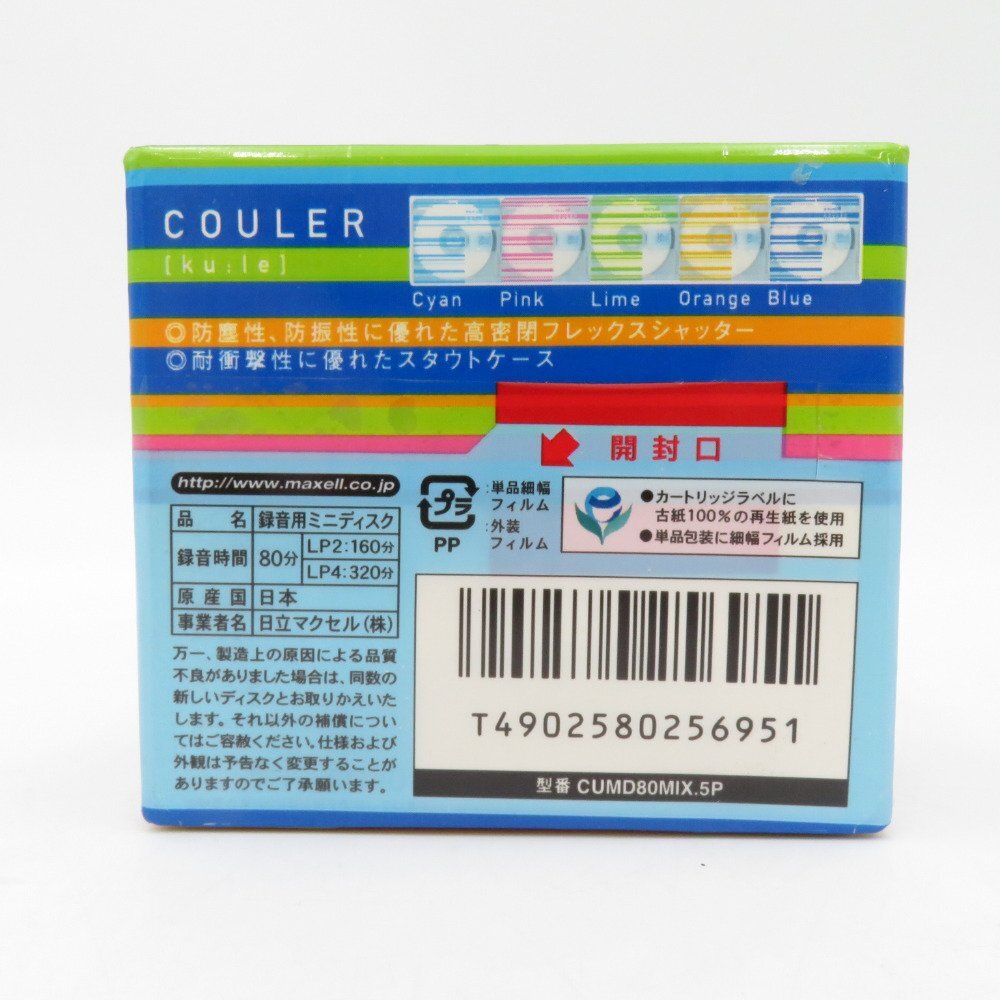 COULER
[ku:le]
Cyan Pink Lime Orange Blue
◎防塵性、防振性に優れた高密閉フレックスシャッター
◎耐衝撃性に優れたスタウトケース
開封口
http://www.maxell.co.jp
品名 録音用ミニディスク
録音時間 80分 LP2:160分
LP4:320分
原産国 日本
事業者名 日立マクセル(株)
万一、製造上の原因による品質
不良がありました場合は、同数の
新しいディスクとお取りかえいた
します。それ以外の補償につい
てはご容赦ください。仕様および
外観は予告なく変更することが
ありますのでご了承願います。
プラ
PP
:単品細幅
フィルム
:外装
フィルム
●カートリッジラベルに
古紙100%の再生紙を使用
●単品包装に細幅フィルム採用
T4902580256951
型番 CUMD80MIX.5P